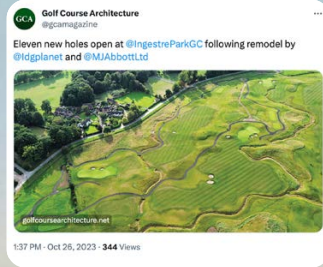 GCA
Golf Course Architecture
@gcamagazine
Eleven new holes open at @IngestreParkGC following remodel by
@ldgplanet and @MJAbbottLtd
golfcoursearchitecture.net
1:37 PM · Oct 26, 2023 · 344 Views